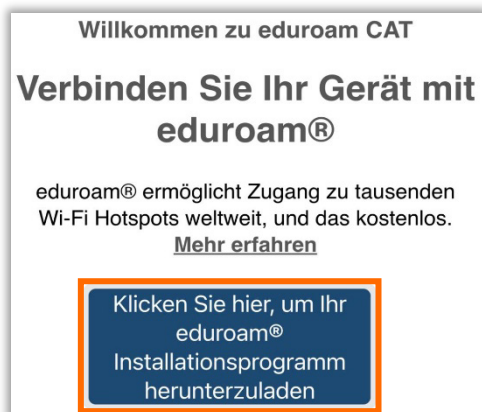 Willkommen zu eduroam CAT
Verbinden Sie Ihr Gerät mit
eduroam®
eduroam® ermöglicht Zugang zu tausenden
Wi-Fi Hotspots weltweit, und das kostenlos.
Mehr erfahren
Klicken Sie hier, um Ihr
eduroam®
Installationsprogramm
herunterzuladen